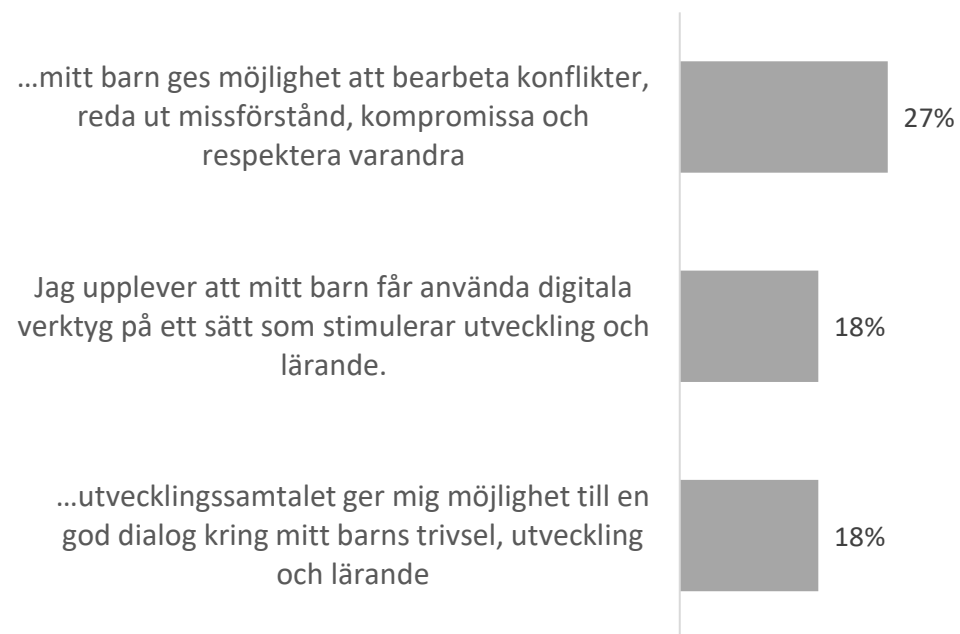 ...mitt barn ges möjlighet att bearbeta konflikter,
reda ut missförstånd, kompromissa och
respektera varandra
27%
Jag upplever att mitt barn får använda digitala
verktyg på ett sätt som stimulerar utveckling och
lärande.
18%
...utvecklingssamtalet ger mig möjlighet till en
god dialog kring mitt barns trivsel, utveckling
och lärande
18%